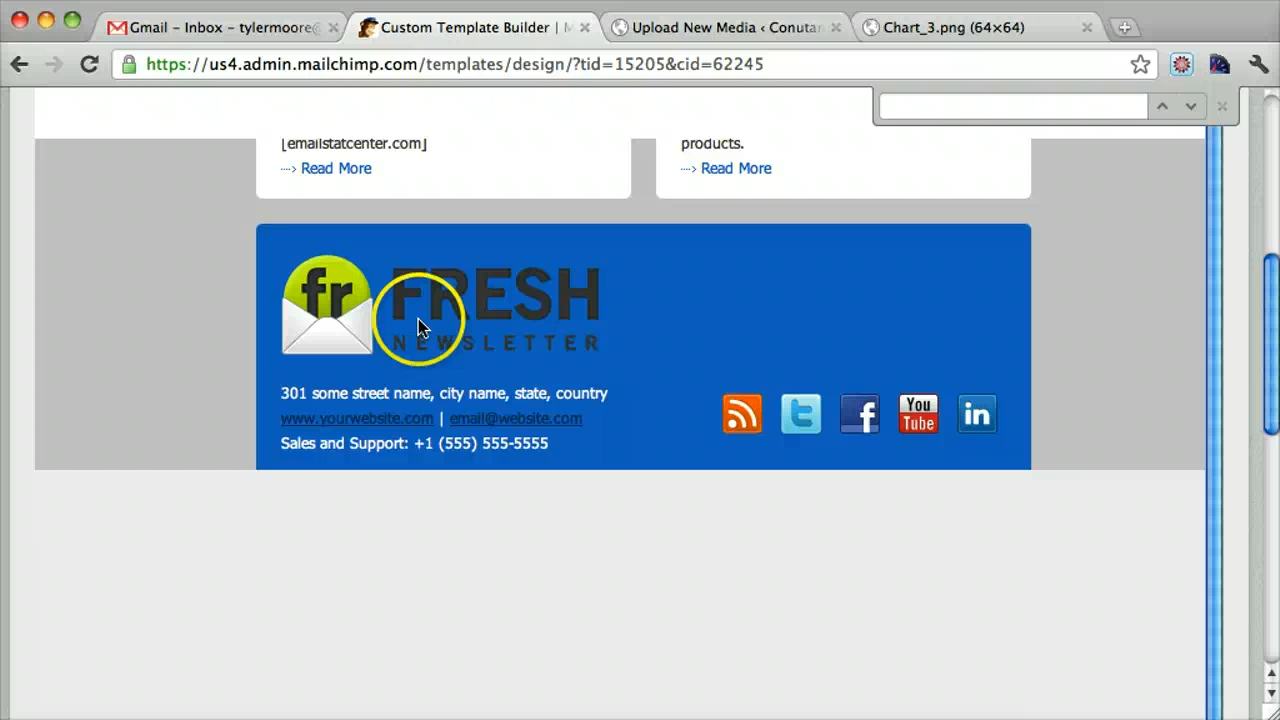 Gmail – Inbox – tylermoore@
Custom Template Builder | M
Upload New Media ‹ Conutan
Chart_3.png (64×64)
https://us4.admin.mailchimp.com/templates/design/?tid=15205&cid=62245
[emailstatcenter.com]
products.
Read More
Read More
fr FRESH
NEWSLETTER
301 some street name, city name, state, country
www.yourwebsite.com | email@website.com
Sales and Support: +1 (555) 555-5555
You
Tube
in